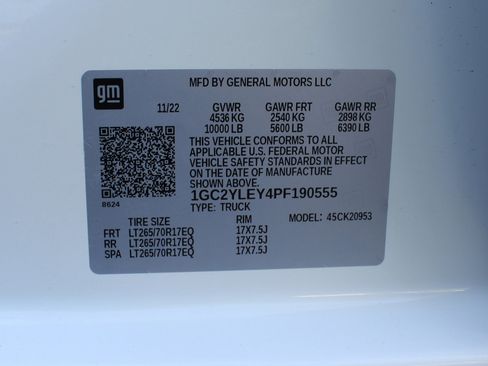 gm
MFD BY GENERAL MOTORS LLC
11/22 GVWR GAWR FRT GAWR RR
4536 KG 2540 KG 2898 KG
10000 LB 5600 LB 6390 LB
THIS VEHICLE CONFORMS TO ALL
APPLICABLE U.S. FEDERAL MOTOR
VEHICLE SAFETY STANDARDS IN EFFECT
ON THE DATE OF MANUFACTURE
SHOWN ABOVE.
1GC2YLEY4PF190555
8624
TYPE: TRUCK
MODEL: 45CK20953
TIRE SIZE RIM
FRT LT265/70R17EQ 17X7.5J
RR LT265/70R17EQ 17X7.5J
SPA LT265/70R17EQ 17X7.5J